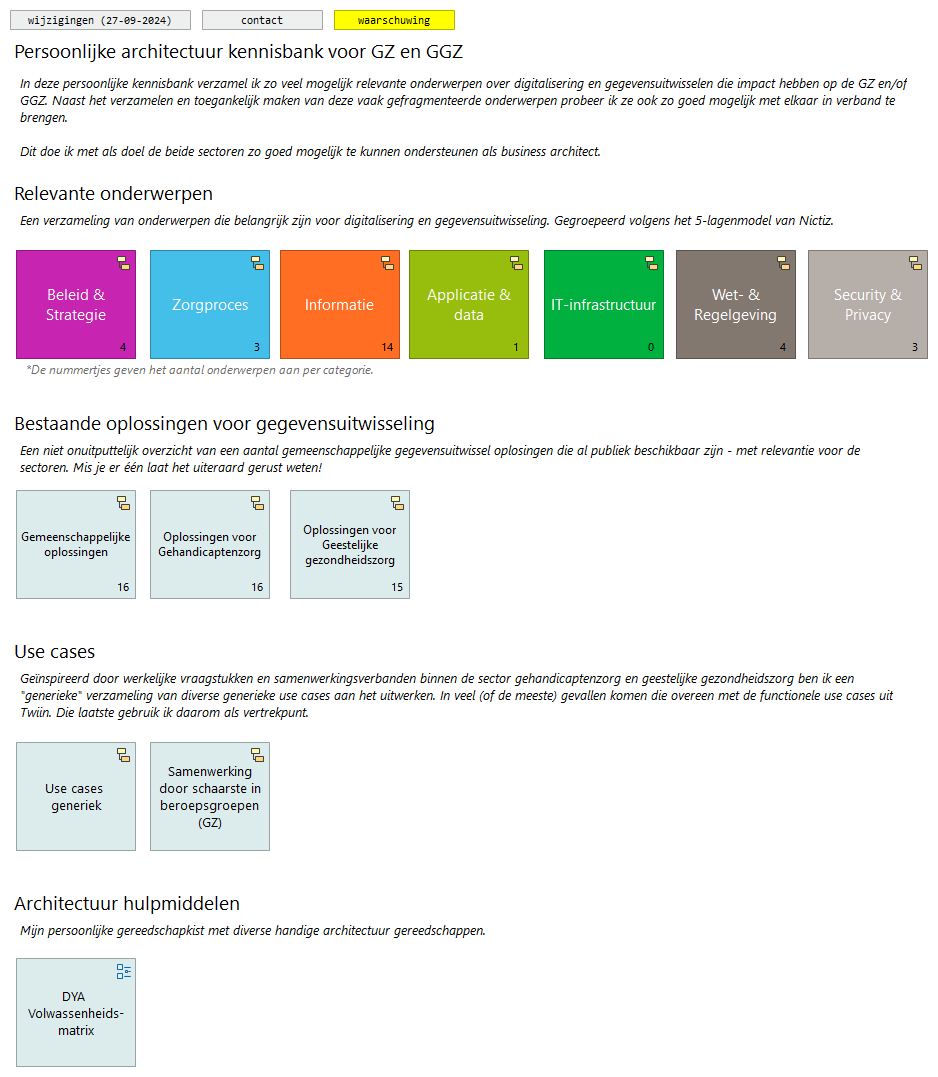 wijzigingen (27-09-2024)
contact
waarschuwing
Persoonlijke architectuur kennisbank voor GZ en GGZ
In deze persoonlijke kennisbank verzamel ik zo veel mogelijk relevante onderwerpen over digitalisering en gegevensuitwisselen die impact hebben op de GZ en/of
GGZ. Naast het verzamelen en toegankelijk maken van deze vaak gefragmenteerde onderwerpen probeer ik ze ook zo goed mogelijk met elkaar in verband te
brengen.
Dit doe ik met als doel de beide sectoren zo goed mogelijk te kunnen ondersteunen als business architect.
Relevante onderwerpen
Een verzameling van onderwerpen die belangrijk zijn voor digitalisering en gegevensuitwisseling. Gegroepeerd volgens het 5-lagenmodel van Nictiz.
Beleid &
Strategie
4
Zorgproces
3
Informatie
14
Applicatie &
data
1
IT-infrastructuur
0
Wet- &
Regelgeving
4
Security &
Privacy
3
*De nummertjes geven het aantal onderwerpen aan per categorie.
Bestaande oplossingen voor gegevensuitwisseling
Een niet onuitputtelijk overzicht van een aantal gemeenschappelijke gegevensuitwissel oplosingen die al publiek beschikbaar zijn - met relevantie voor de
sectoren. Mis je er één laat het uiteraard gerust weten!
Gemeenschappelijke
oplossingen
16
Oplossingen voor
Gehandicaptenzorg
16
Oplossingen voor
Geestelijke
gezondheidszorg
15
Use cases
Geïnspireerd door werkelijke vraagstukken en samenwerkingsverbanden binnen de sector gehandicaptenzorg en geestelijke gezondheidszorg ben ik een
"generieke" verzameling van diverse generieke use cases aan het uitwerken. In veel (of de meeste) gevallen komen die overeen met de functionele use cases uit
Twiin. Die laatste gebruik ik daarom als vertrekpunt.
Use cases
generiek
Samenwerking
door schaarste in
beroepsgroepen
(GZ)
Architectuur hulpmiddelen
Mijn persoonlijke gereedschapkist met diverse handige architectuur gereedschappen.
DYA
Volwassenheids-
matrix